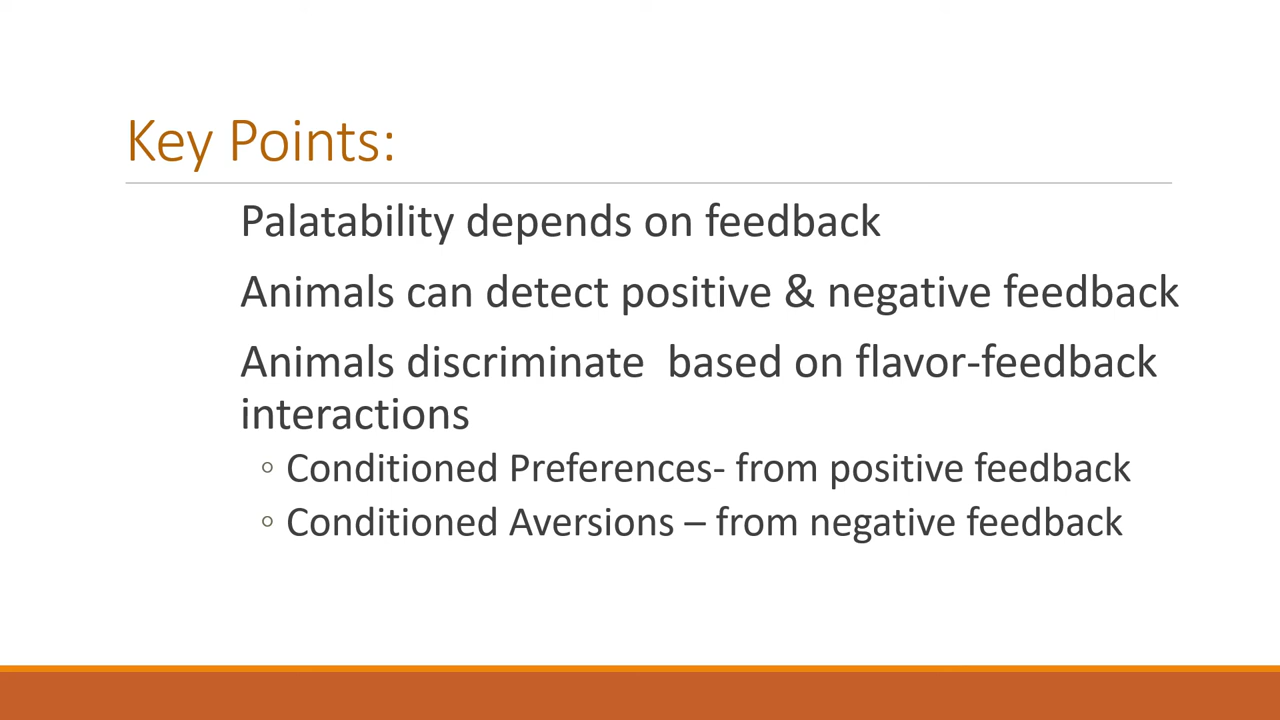 Key Points:
Palatability depends on feedback
Animals can detect positive & negative feedback
Animals discriminate  based on flavor-feedback
interactions
◦ Conditioned Preferences- from positive feedback
◦ Conditioned Aversions – from negative feedback